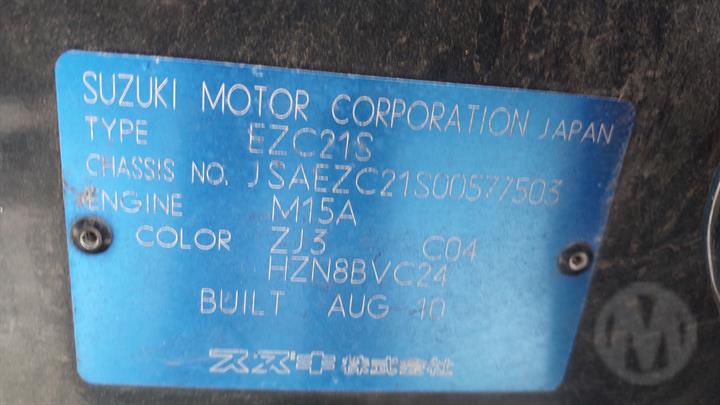 SUZUKI MOTOR CORPORATION JAPAN
TYPE EZC21S
CHASSIS NO. JSAEZC21S00577503
ENGINE M15A
COLOR ZJ3 C04
HZN8BVC24
BUILT AUG 10
スズキ株式会社
M